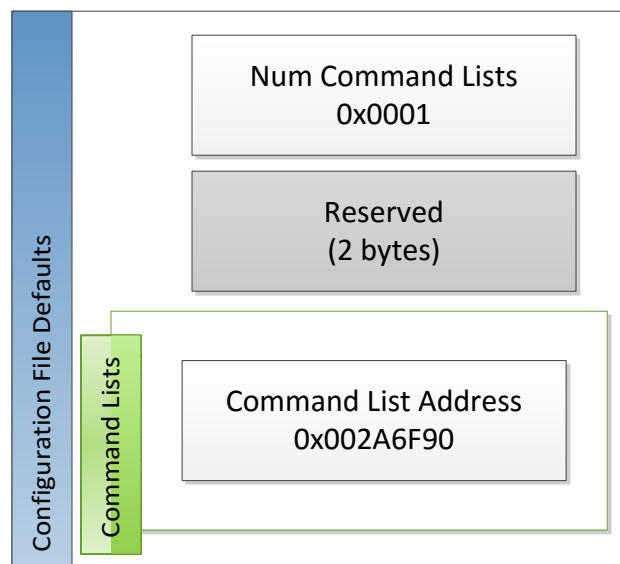 Configuration File Defaults
Num Command Lists
0x0001
Reserved
(2 bytes)
Command Lists
Command List Address
0x002A6F90